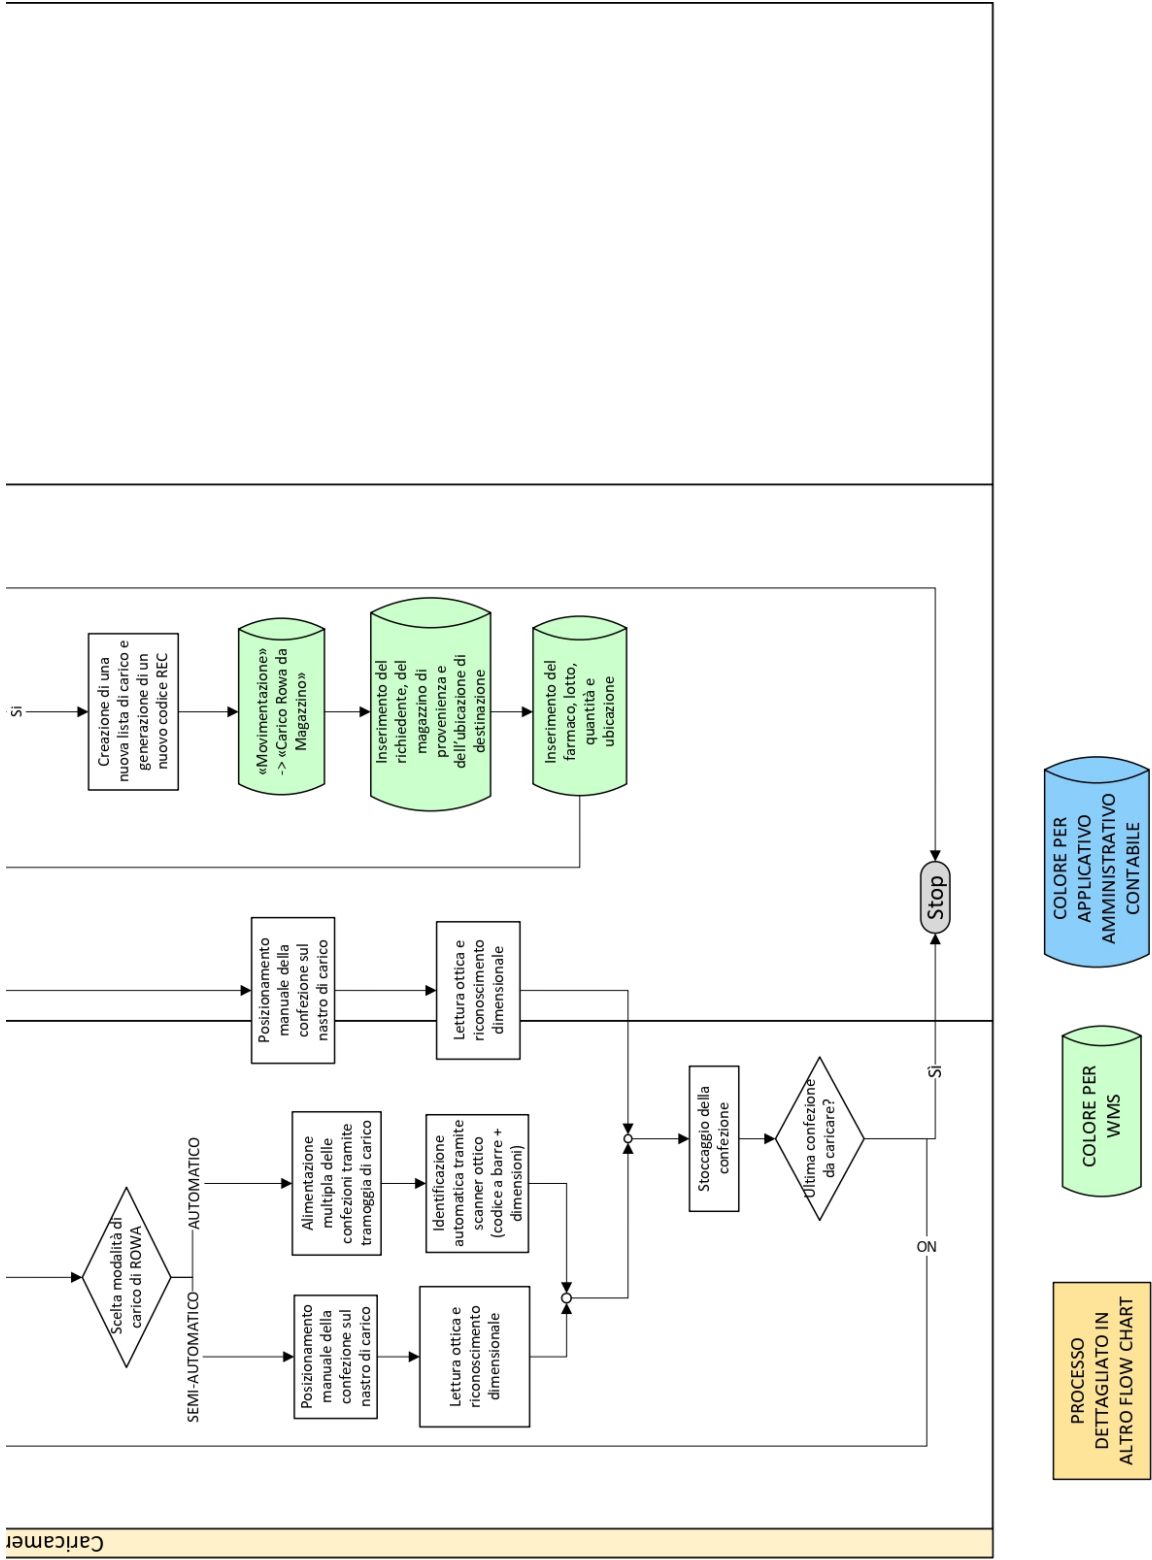 Sì
Creazione di una
nuova lista di carico e
generazione di un
nuovo codice REC
«Movimentazione»
-> «Carico Rowa da
Magazzino»
Inserimento del
richiedente, del
magazzino di
provenienza e
dell'ubicazione di
destinazione
Inserimento del
farmaco, lotto,
quantità e
ubicazione
Posizionamento
manuale della
confezione sul
nastro di carico
Lettura ottica e
riconoscimento
dimensionale
Stop
Scelta modalità di
carico di ROWA
AUTOMATICO
SEMI-AUTOMATICO
Alimentazione
multipla delle
confezioni tramite
tramoggia di carico
Identificazione
automatica tramite
scanner ottico
(codice a barre +
dimensioni)
Posizionamento
manuale della
confezione sul
nastro di carico
Lettura ottica e
riconoscimento
dimensionale
Stoccaggio della
confezione
Ultima confezione
da caricare?
Sì
NO
Caricamer
COLORE PER
APPLICATIVO
AMMINISTRATIVO
CONTABILE
COLORE PER
WMS
PROCESSO
DETTAGLIATO IN
ALTRO FLOW CHART